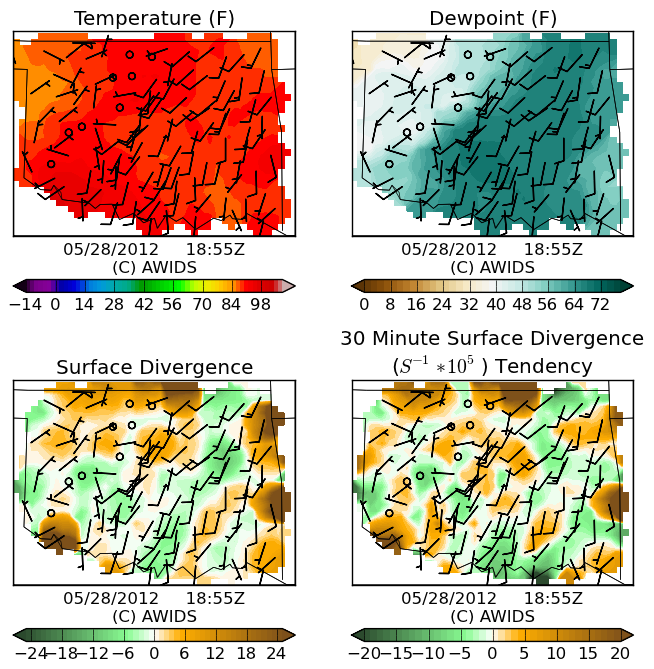 Temperature (F)
Dewpoint (F)
05/28/2012 18:55Z
(C) AWIDS
−14 0 14 28 42 56 70 84 98
05/28/2012 18:55Z
(C) AWIDS
0 8 16 24 32 40 48 56 64 72
Surface Divergence
30 Minute Surface Divergence
(S⁻¹ *10⁵ ) Tendency
05/28/2012 18:55Z
(C) AWIDS
−24 −18 −12 −6 0 6 12 18 24
05/28/2012 18:55Z
(C) AWIDS
−20 −15 −10 −5 0 5 10 15 20